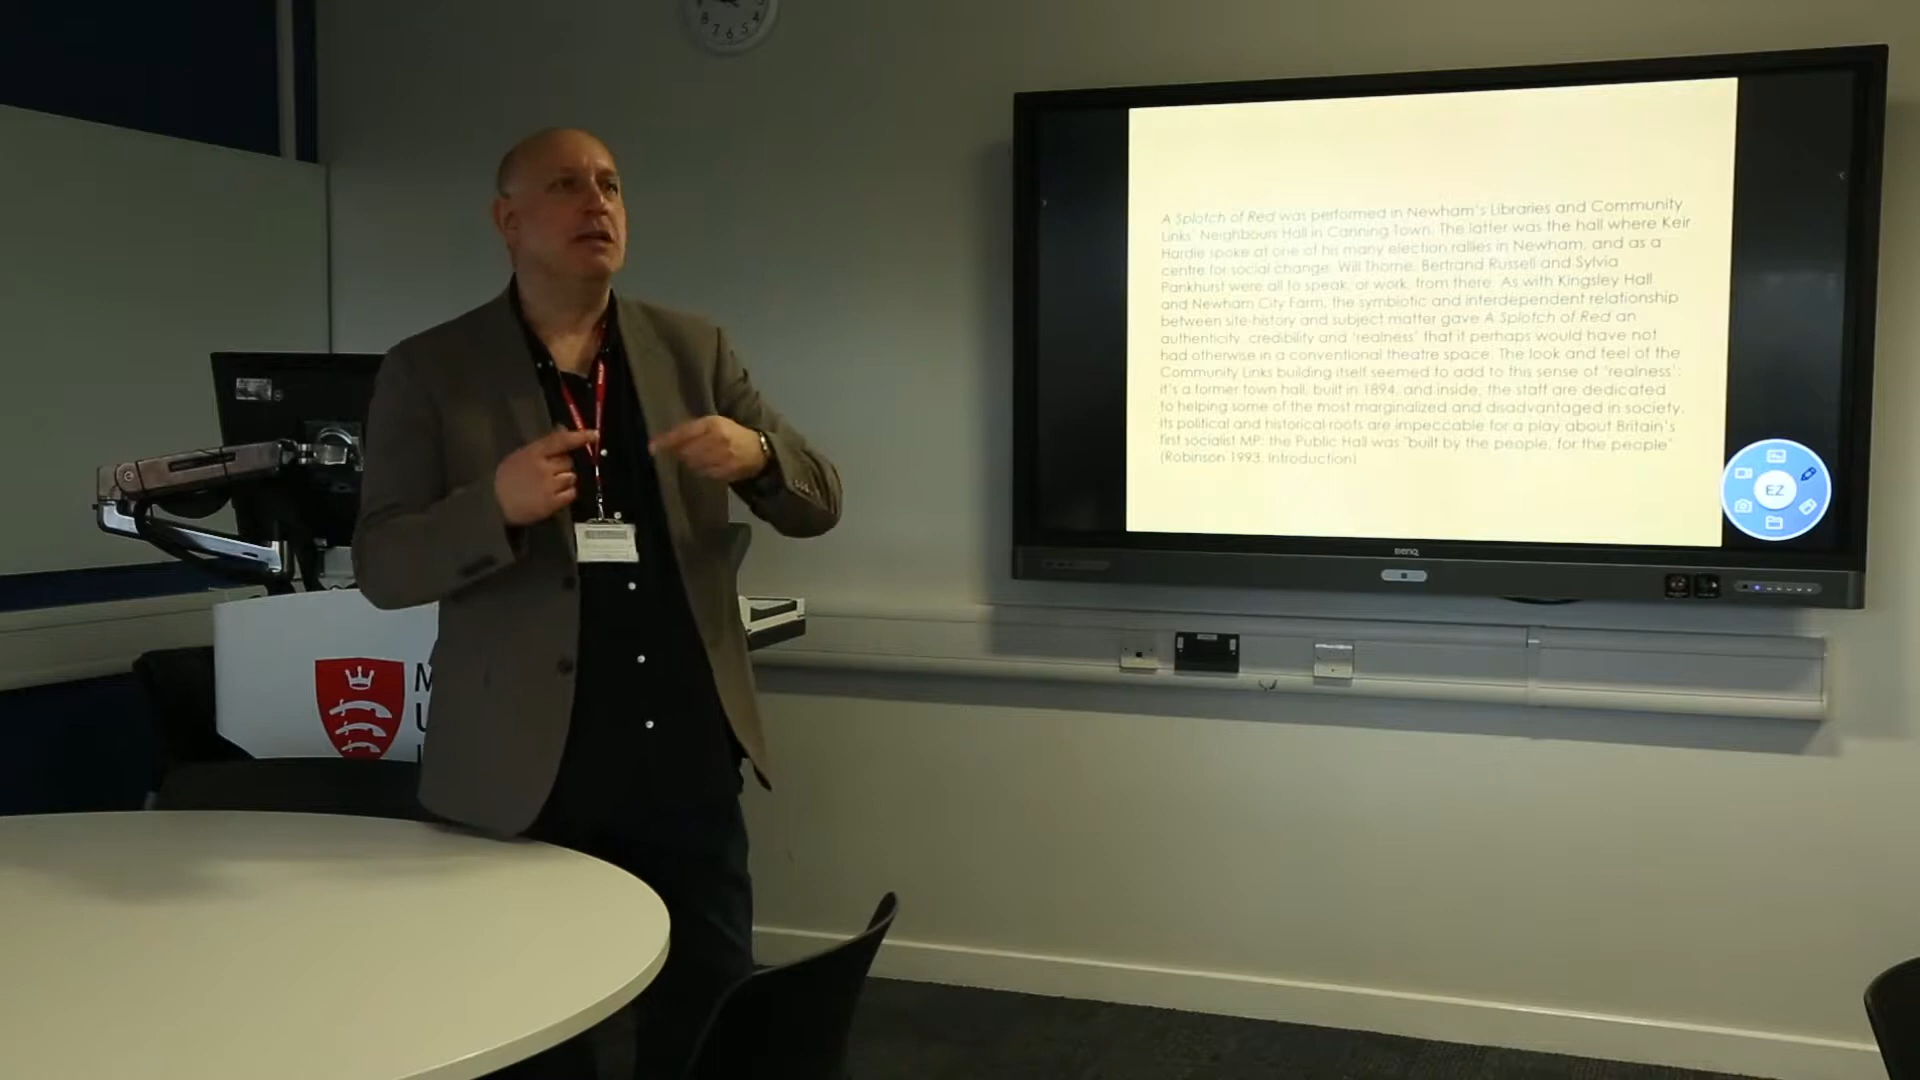 8 7 6 5 4
A Splotch of Red was performed in Newham's Libraries and Community
Links' Neighbours Hall in Canning Town. The latter was the hall where Keir
Hardie spoke at one of his many election rallies in Newham, and as a
centre for social change, Will Thorne, Bertrand Russell and Sylvia
Pankhurst were all to speak, or work, from there. As with Kingsley Hall
and Newham City Farm, the symbiotic and interdependent relationship
between site-history and subject matter gave A Splotch of Red an
authenticity, credibility and 'realness' that it perhaps would have not
had otherwise in a conventional theatre space. The look and feel of the
Community Links building itself seemed to add to this sense of 'realness':
it's a former town hall, built in 1894, and inside, the staff are dedicated
to helping some of the most marginalized and disadvantaged in society.
Its political and historical roots are impeccable for a play about Britain's
first socialist MP: the Public Hall was "built by the people, for the people"
(Robinson 1993, Introduction)
EZ
BenQ
M
U
L